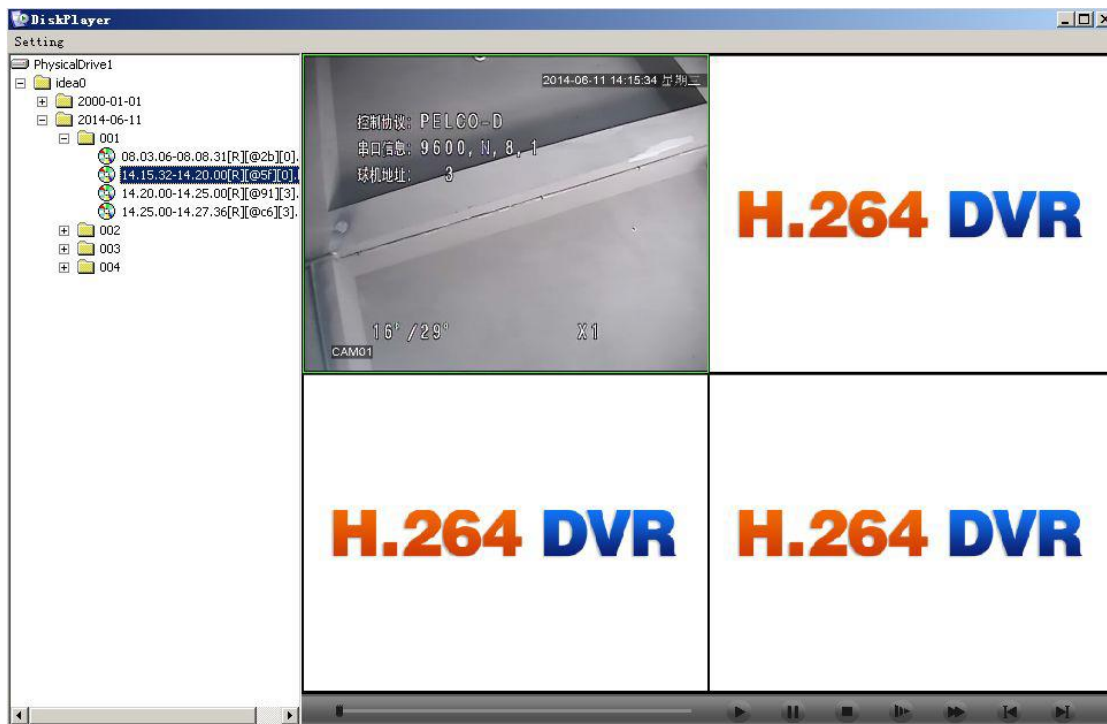 DiskPlayer
Setting
PhysicalDrive1
idea0
2000-01-01
2014-06-11
001
08.03.06-08.08.31[R][@2b][0].
14.15.32-14.20.00[R][@5f][0].
14.20.00-14.25.00[R][@91][3].
14.25.00-14.27.36[R][@c6][3].
002
003
004
2014-06-11 14:15:34 星期三
控制协议: PELCO-D
串口信息: 9600, N, 8, 1
球机地址: 3
16°/29° X1
CAM01
H.264 DVR
H.264 DVR
H.264 DVR